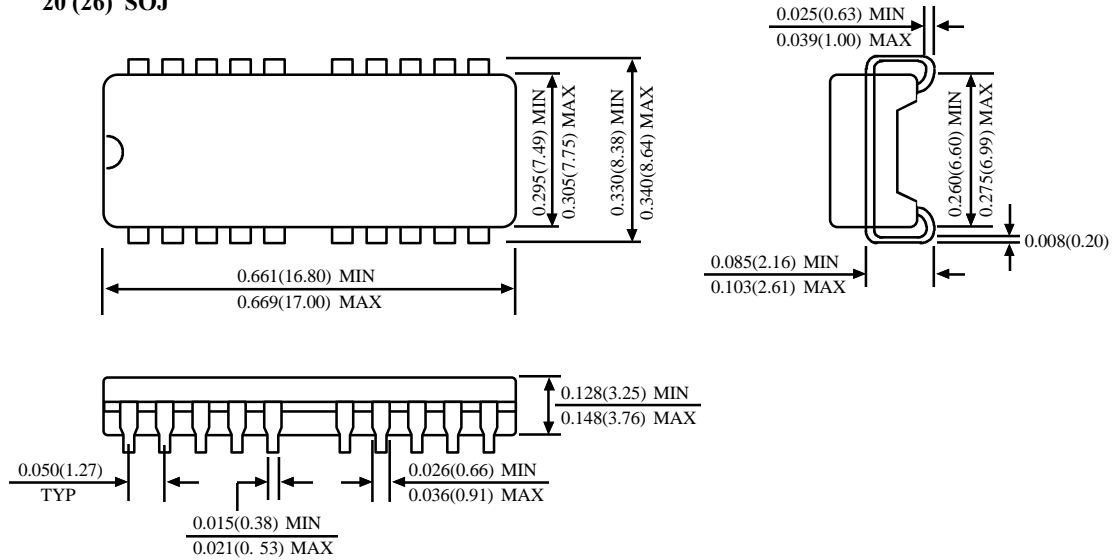 20 (26) SOJ
0.025(0.63) MIN
0.039(1.00) MAX
0.295(7.49) MIN
0.305(7.75) MAX
0.330(8.38) MIN
0.340(8.64) MAX
0.260(6.60) MIN
0.275(6.99) MAX
0.008(0.20)
0.661(16.80) MIN
0.669(17.00) MAX
0.085(2.16) MIN
0.103(2.61) MAX
0.128(3.25) MIN
0.148(3.76) MAX
0.050(1.27)
TYP
0.026(0.66) MIN
0.036(0.91) MAX
0.015(0.38) MIN
0.021(0. 53) MAX